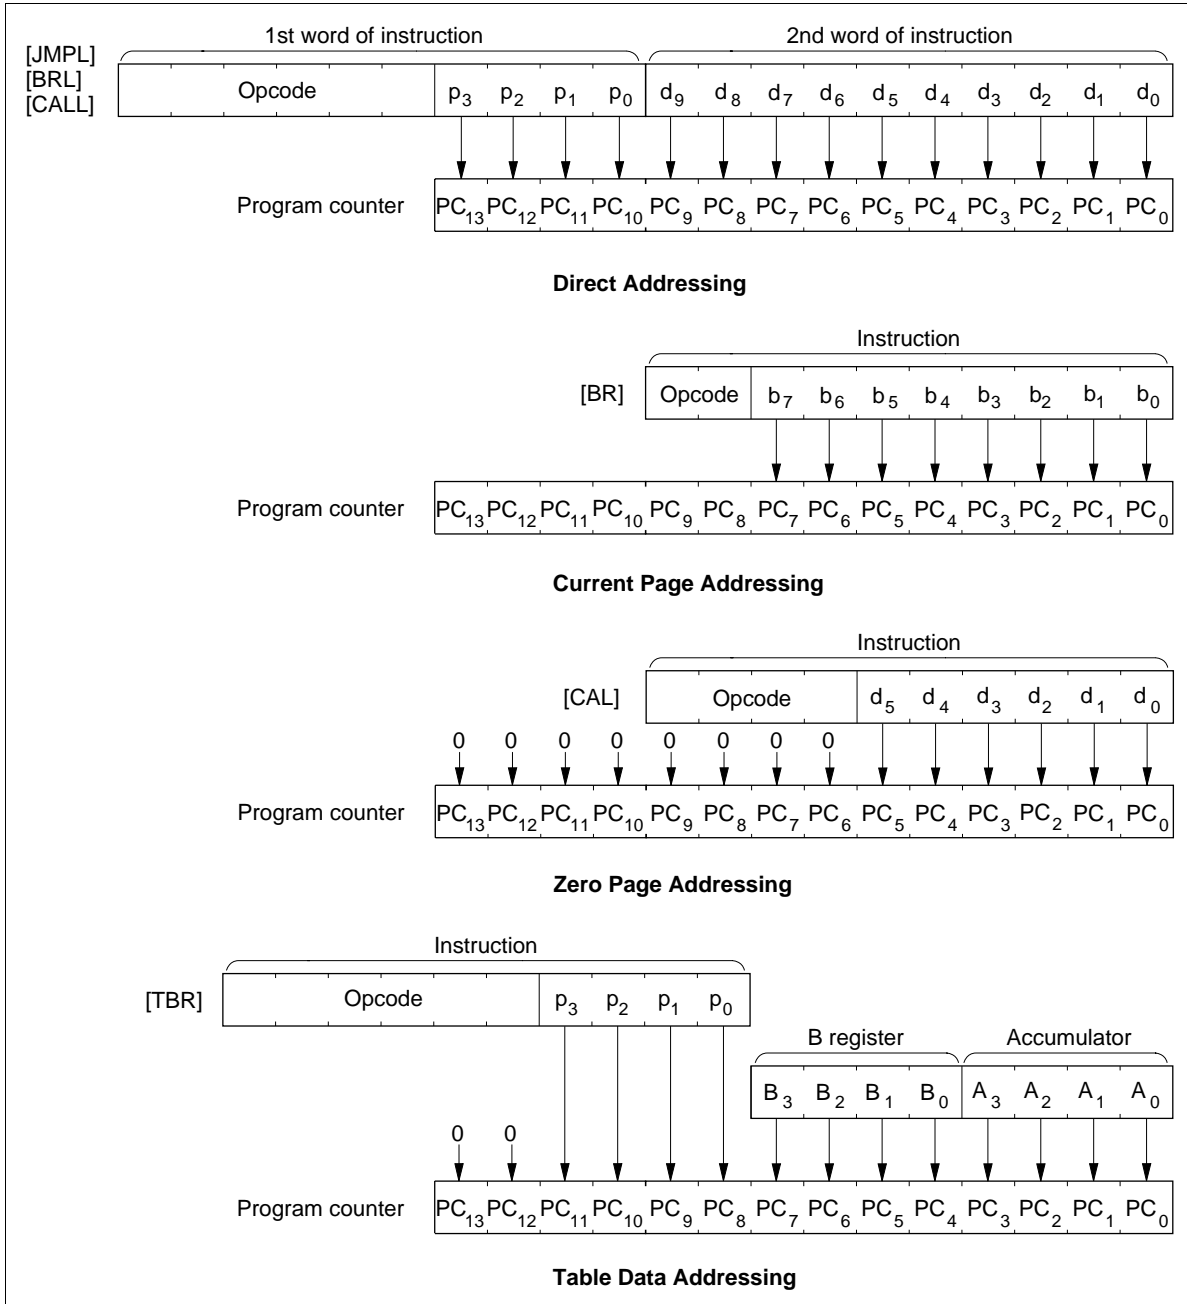 1st word of instruction 2nd word of instruction
[JMPL]
[BRL]
[CALL]
Opcode p3 p2 p1 p0 d9 d8 d7 d6 d5 d4 d3 d2 d1 d0
Program counter PC13 PC12 PC11 PC10 PC9 PC8 PC7 PC6 PC5 PC4 PC3 PC2 PC1 PC0
Direct Addressing
Instruction
[BR] Opcode b7 b6 b5 b4 b3 b2 b1 b0
Program counter PC13 PC12 PC11 PC10 PC9 PC8 PC7 PC6 PC5 PC4 PC3 PC2 PC1 PC0
Current Page Addressing
Instruction
[CAL] Opcode d5 d4 d3 d2 d1 d0
0 0 0 0 0 0 0 0
Program counter PC13 PC12 PC11 PC10 PC9 PC8 PC7 PC6 PC5 PC4 PC3 PC2 PC1 PC0
Zero Page Addressing
Instruction
[TBR] Opcode p3 p2 p1 p0
B register Accumulator
B3 B2 B1 B0 A3 A2 A1 A0
0 0
Program counter PC13 PC12 PC11 PC10 PC9 PC8 PC7 PC6 PC5 PC4 PC3 PC2 PC1 PC0
Table Data Addressing